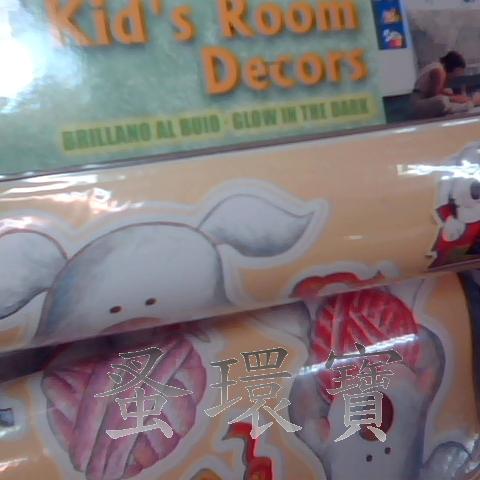 Kid's Room
Decors
BRILLANO AL BUIO - GLOW IN THE DARK
蚤環寶